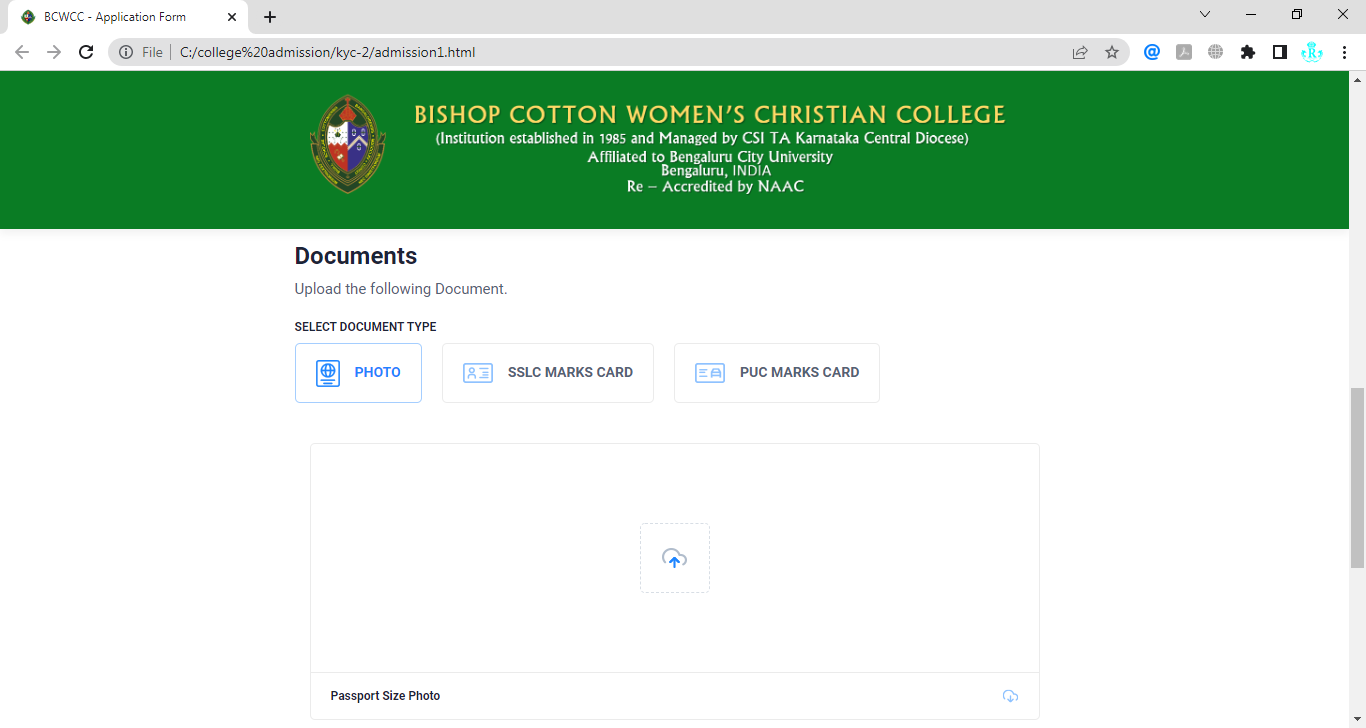 BCWCC - Application Form
File
C:/college%20admission/kyc-2/admission1.html
BISHOP COTTON WOMEN'S CHRISTIAN COLLEGE
(Institution established in 1985 and Managed by CSI TA Karnataka Central Diocese)
Affiliated to Bengaluru City University
Bengaluru, INDIA
Re – Accredited by NAAC
Documents
Upload the following Document.
SELECT DOCUMENT TYPE
PHOTO
SSLC MARKS CARD
PUC MARKS CARD
Passport Size Photo